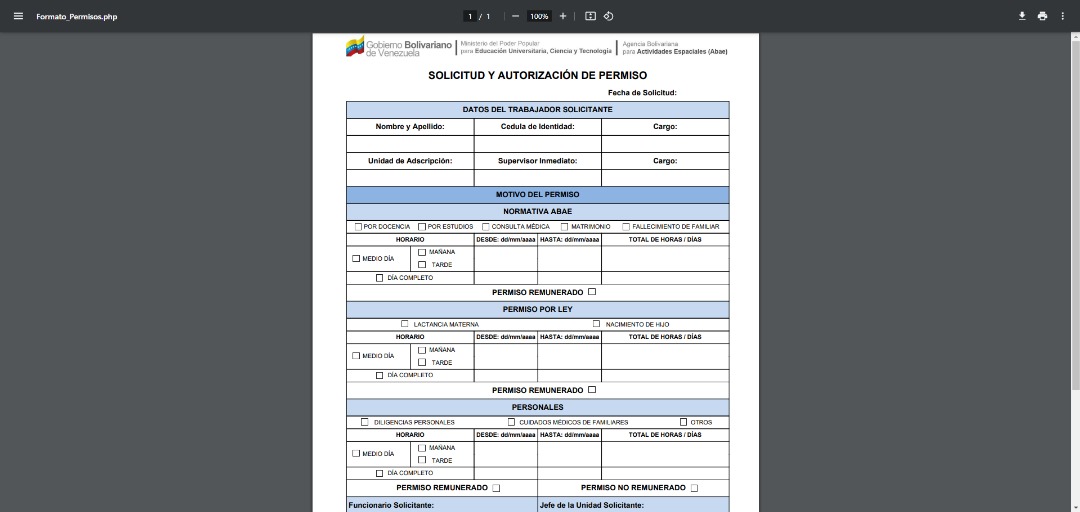 Formato_Permisos.php
1 / 1
100%
Gobierno Bolivariano de Venezuela
Ministerio del Poder Popular para Educación Universitaria, Ciencia y Tecnología
Agencia Bolivariana para Actividades Espaciales (Abae)
SOLICITUD Y AUTORIZACIÓN DE PERMISO
Fecha de Solicitud:
DATOS DEL TRABAJADOR SOLICITANTE
Nombre y Apellido: Cedula de Identidad: Cargo:
Unidad de Adscripción: Supervisor Inmediato: Cargo:
MOTIVO DEL PERMISO
NORMATIVA ABAE
POR DOCENCIA POR ESTUDIOS CONSULTA MÉDICA MATRIMONIO FALLECIMIENTO DE FAMILIAR
HORARIO DESDE: dd/mm/aaaa HASTA: dd/mm/aaaa TOTAL DE HORAS / DÍAS
MEDIO DÍA MAÑANA
TARDE
DÍA COMPLETO
PERMISO REMUNERADO
PERMISO POR LEY
LACTANCIA MATERNA NACIMIENTO DE HIJO
HORARIO DESDE: dd/mm/aaaa HASTA: dd/mm/aaaa TOTAL DE HORAS / DÍAS
MEDIO DÍA MAÑANA
TARDE
DÍA COMPLETO
PERMISO REMUNERADO
PERSONALES
DILIGENCIAS PERSONALES CUIDADOS MÉDICOS DE FAMILIARES OTROS
HORARIO DESDE: dd/mm/aaaa HASTA: dd/mm/aaaa TOTAL DE HORAS / DÍAS
MEDIO DÍA MAÑANA
TARDE
DÍA COMPLETO
PERMISO REMUNERADO PERMISO NO REMUNERADO
Funcionario Solicitante: Jefe de la Unidad Solicitante: